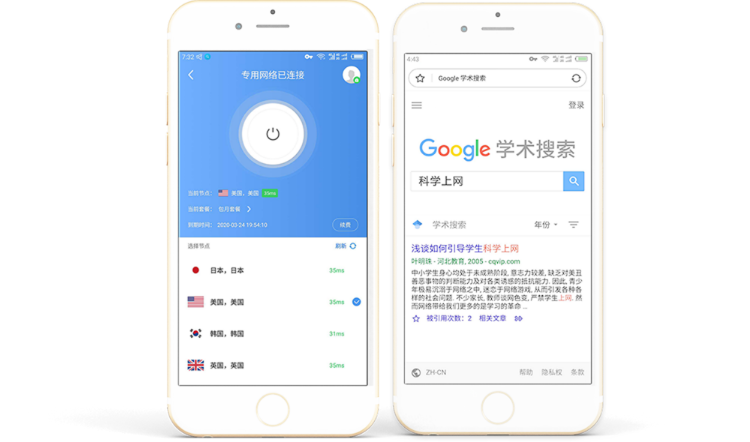 7:32
专用网络已连接
当前节点: 美国，美国 35ms
当前套餐: 包月套餐
到期时间: 2020-03-24 19:54:10
续费
选择节点
刷新
日本，日本 35ms
美国，美国 35ms
韩国，韩国 31ms
英国，英国 35ms
4:43
Google 学术搜索
登录
Google 学术搜索
科学上网
学术搜索
年份
浅谈如何引导学生科学上网
叶明珠 - 河北教育, 2005 - cqvip.com
中小学生身心均处于未成熟阶段, 意志力较差, 缺乏对美丑
善恶事物的判断能力及对各类诱惑的抵抗能力. 因此, 青少
年极易沉溺于网络之中, 迷恋于网络游戏, 从而引发各种各
样的社会问题. 不少家长, 教师谈网色变, 严禁学生上网. 然
而网络带给我们更多的是学习的革命 ...
被引用次数：2 相关文章
ZH-CN
帮助 隐私权 条款